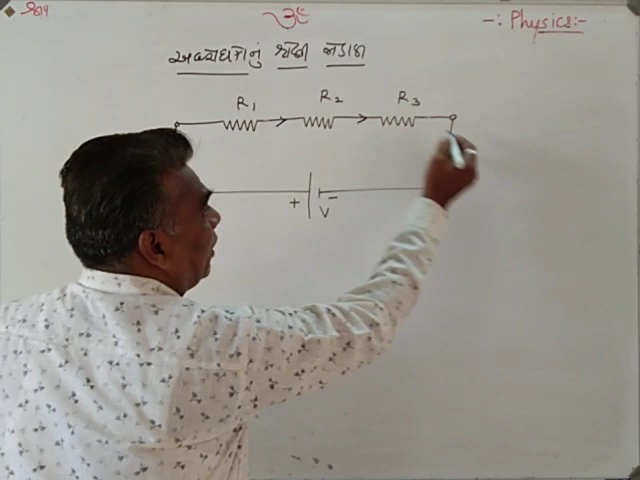 -: Physics:-
અવરોધોનું શ્રેણી જોડાણ
R₁ R₂ R₃
+ V -